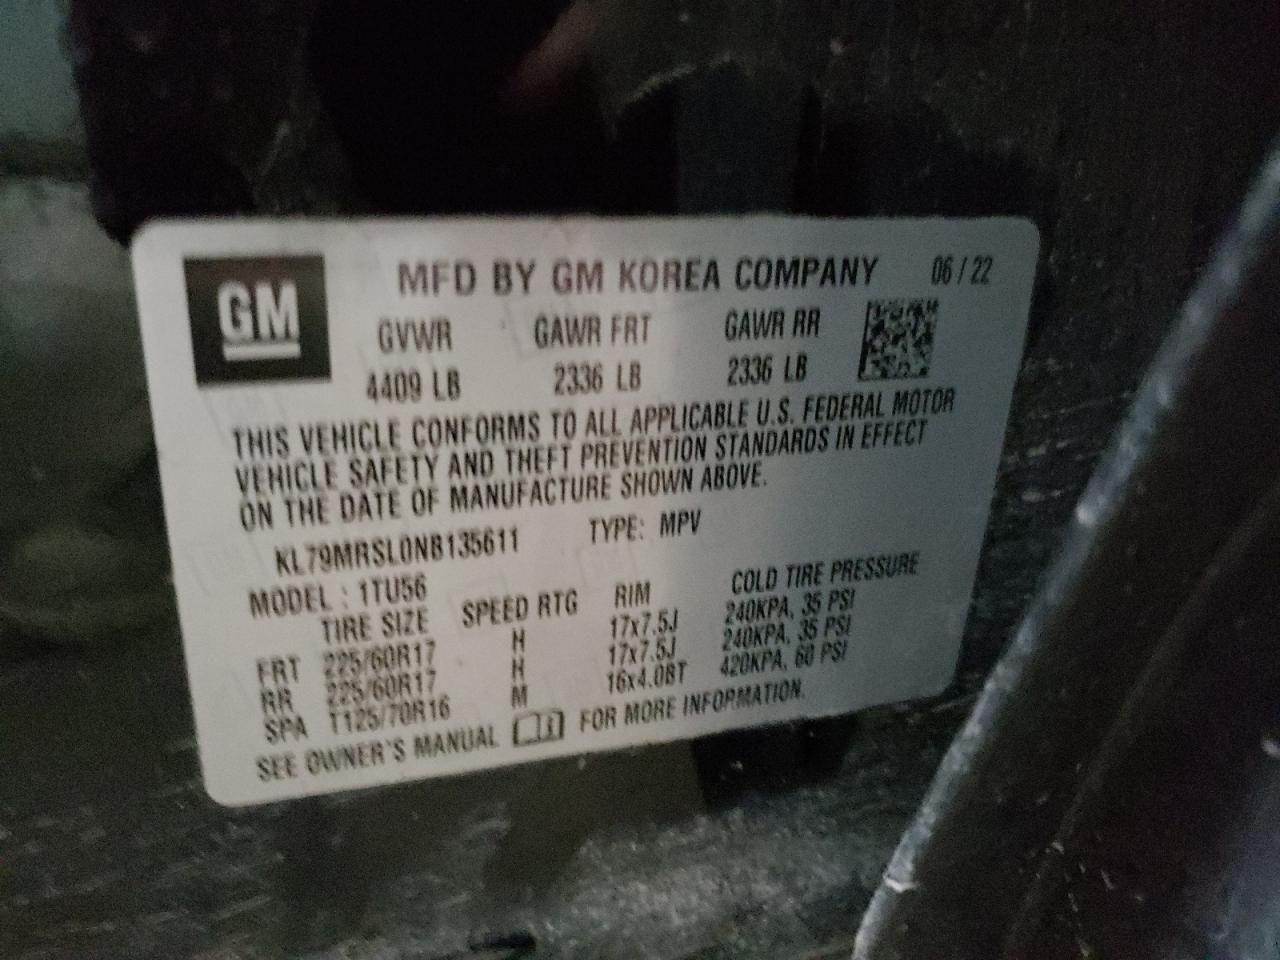 GM
MFD BY GM KOREA COMPANY 06 / 22
GVWR GAWR FRT GAWR RR
4409 LB 2336 LB 2336 LB
THIS VEHICLE CONFORMS TO ALL APPLICABLE U.S. FEDERAL MOTOR
VEHICLE SAFETY AND THEFT PREVENTION STANDARDS IN EFFECT
ON THE DATE OF MANUFACTURE SHOWN ABOVE.
KL79MRSL0NB135611 TYPE: MPV
MODEL : 1TU56
TIRE SIZE SPEED RTG RIM COLD TIRE PRESSURE
FRT 225/60R17 H 17x7.5J 240KPA, 35 PSI
RR 225/60R17 H 17x7.5J 240KPA, 35 PSI
SPA T125/70R16 M 16x4.0BT 420KPA, 60 PSI
SEE OWNER'S MANUAL FOR MORE INFORMATION.